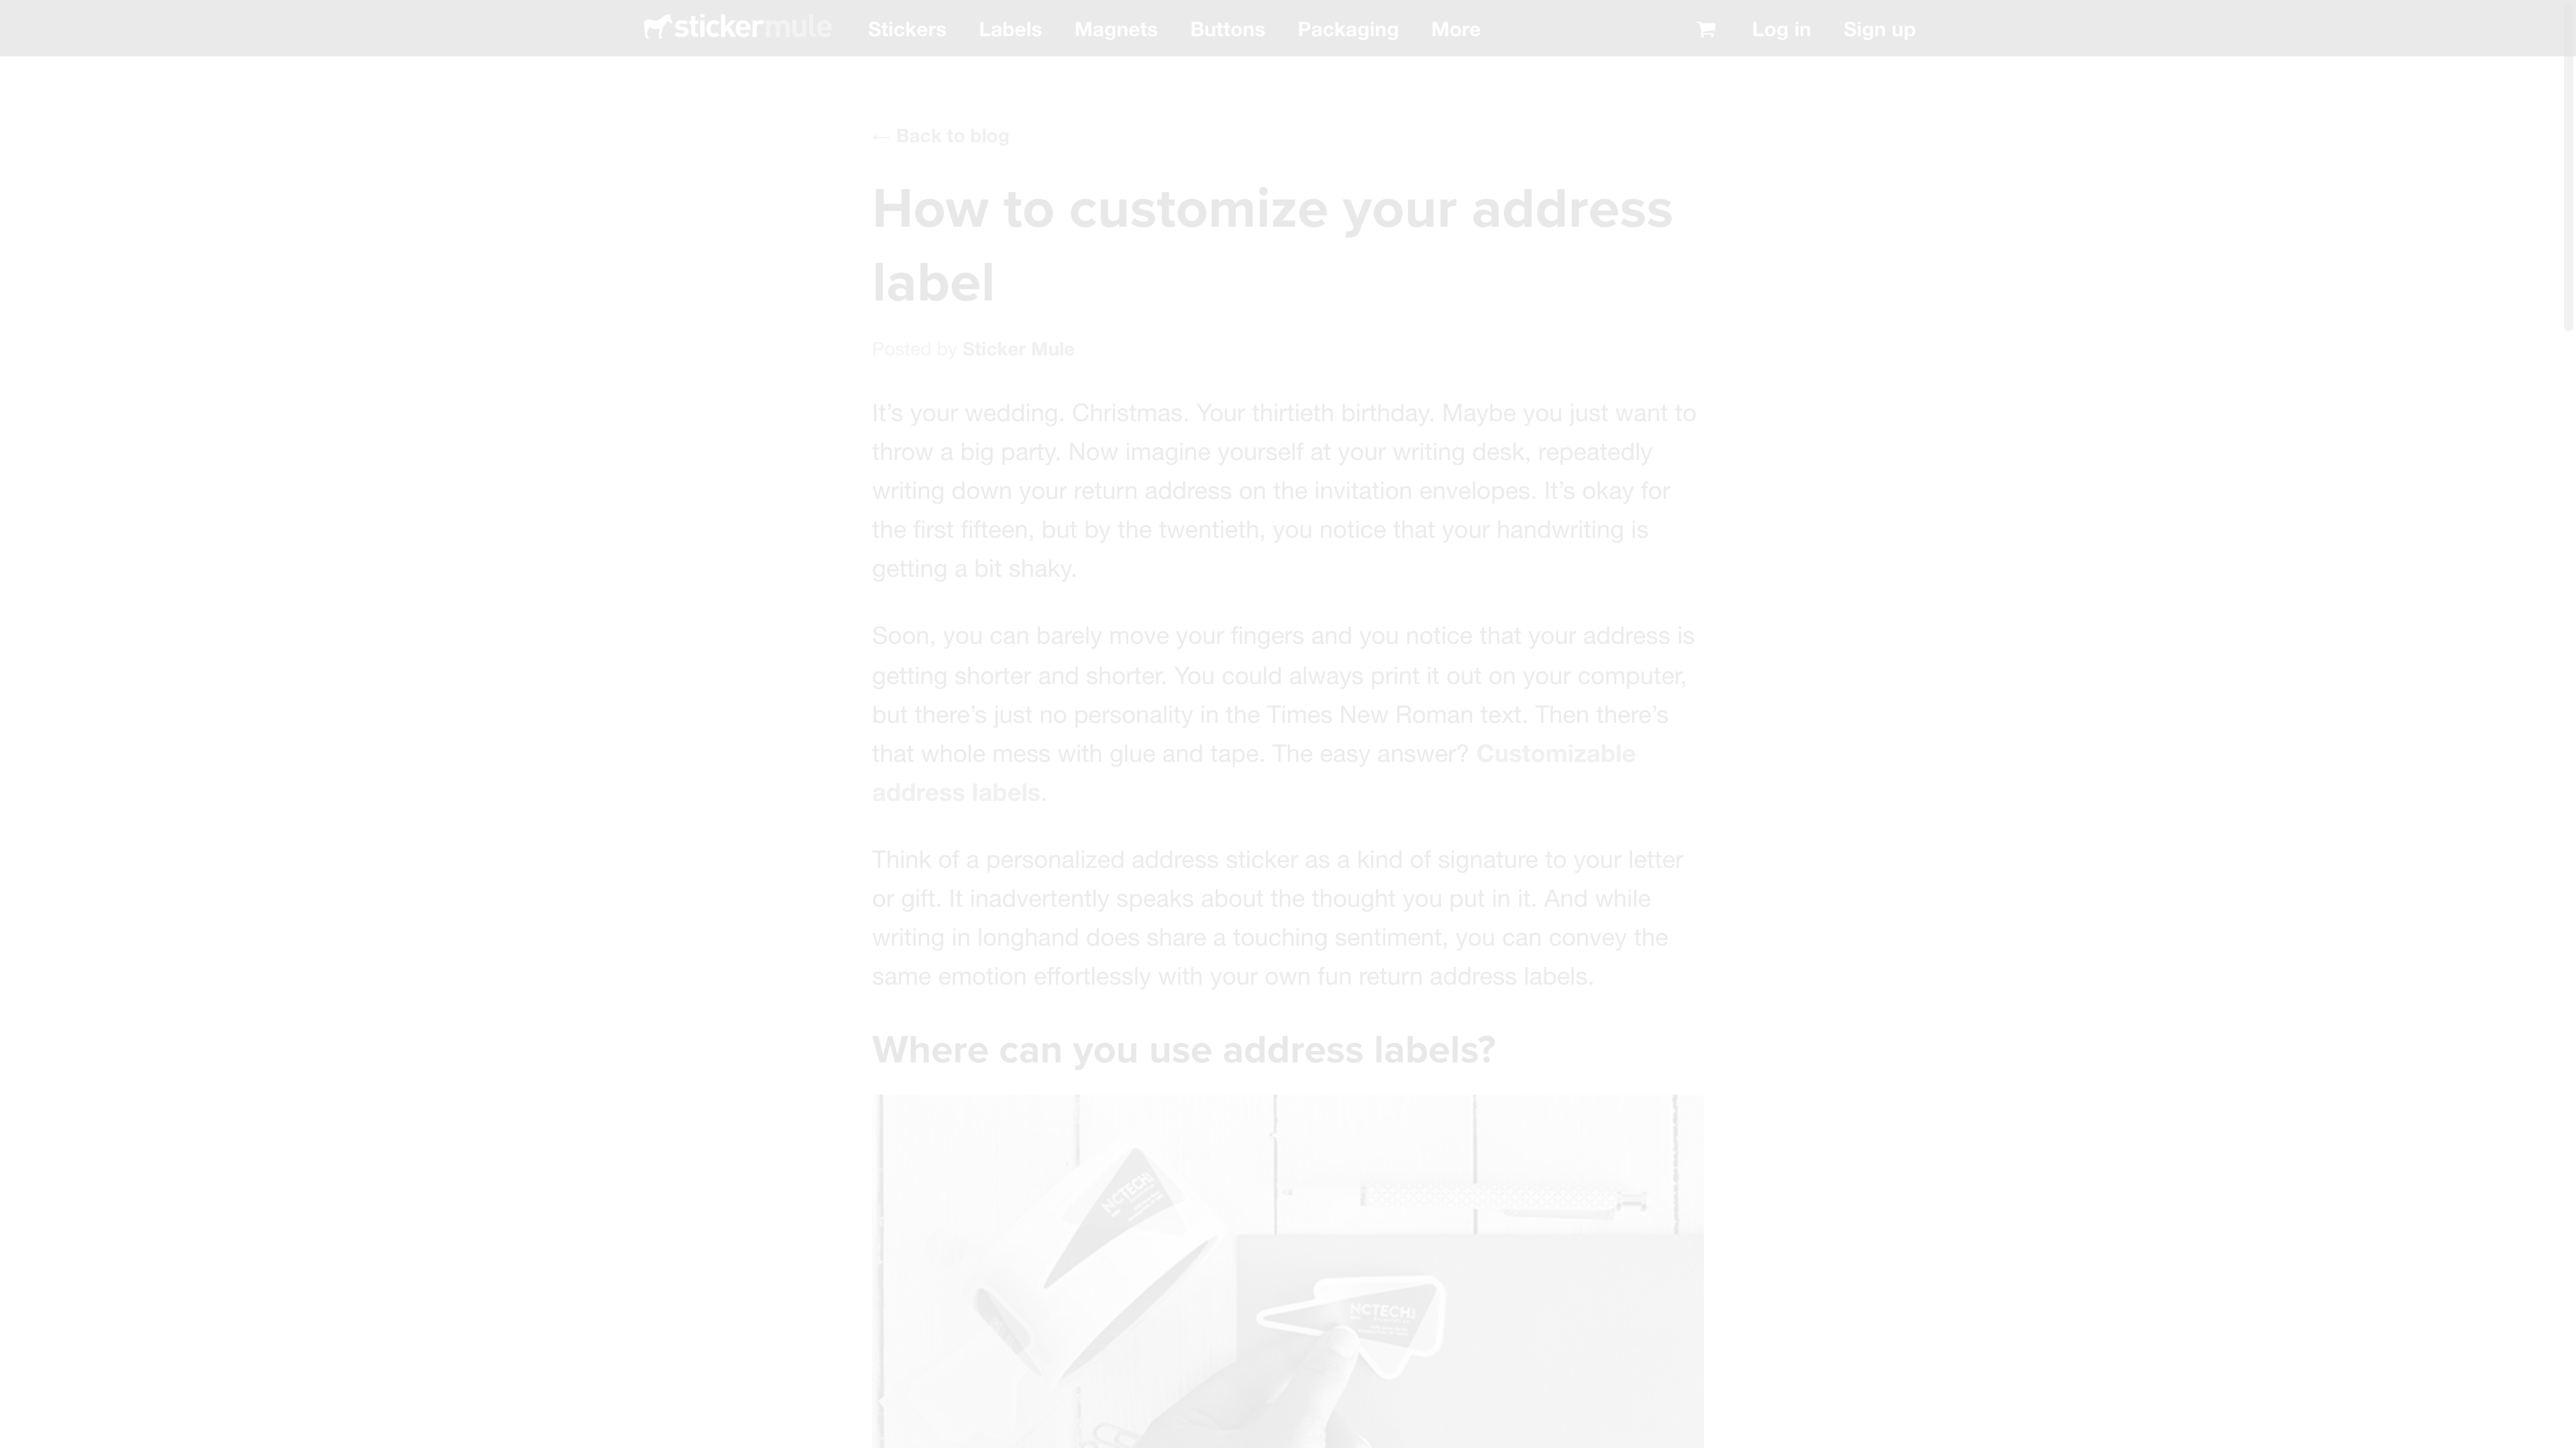 stickermule Stickers Labels Magnets Buttons Packaging More Log in Sign up
← Back to blog
How to customize your address
label
Posted by Sticker Mule
It’s your wedding. Christmas. Your thirtieth birthday. Maybe you just want to
throw a big party. Now imagine yourself at your writing desk, repeatedly
writing down your return address on the invitation envelopes. It’s okay for
the first fifteen, but by the twentieth, you notice that your handwriting is
getting a bit shaky.
Soon, you can barely move your fingers and you notice that your address is
getting shorter and shorter. You could always print it out on your computer,
but there’s just no personality in the Times New Roman text. Then there’s
that whole mess with glue and tape. The easy answer? Customizable
address labels.
Think of a personalized address sticker as a kind of signature to your letter
or gift. It inadvertently speaks about the thought you put in it. And while
writing in longhand does share a touching sentiment, you can convey the
same emotion effortlessly with your own fun return address labels.
Where can you use address labels?
NCTECH
NCTECH